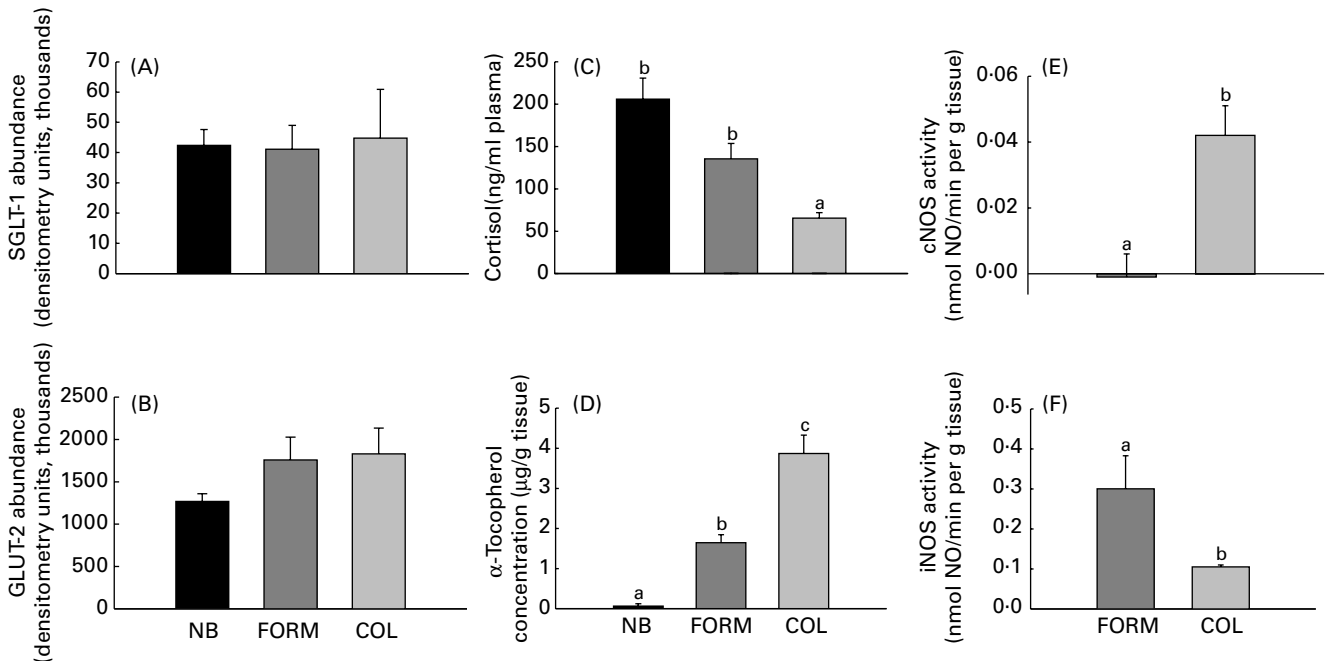 (A)
SGLT-1 abundance
(densitometry units, thousands)
70
60
50
40
30
20
10
0
(C)
Cortisol(ng/ml plasma)
250
200
150
100
50
0
b
b
a
(E)
cNOS activity
(nmol NO/min per g tissue)
0·06
0·04
0·02
0·00
a
b
(B)
GLUT-2 abundance
(densitometry units, thousands)
2500
2000
1500
1000
500
0
NB FORM COL
(D)
α-Tocopherol
concentration (μg/g tissue)
5
4
3
2
1
0
a
b
c
NB FORM COL
(F)
iNOS activity
(nmol NO/min per g tissue)
0·5
0·4
0·3
0·2
0·1
0·0
a
b
FORM COL